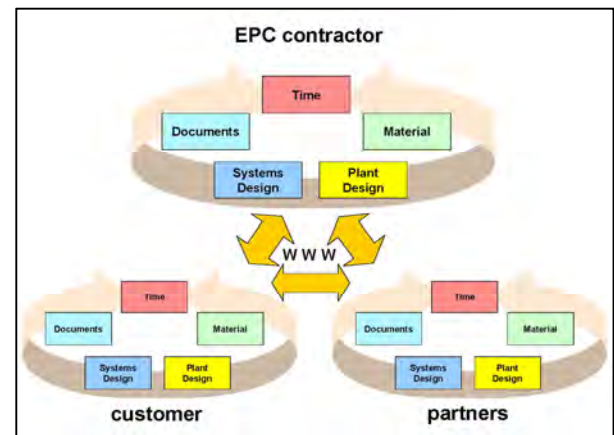 EPC contractor
Time
Documents
Material
Systems
Design
Plant
Design
W W W
Time
Documents
Material
Systems
Design
Plant
Design
customer
Time
Documents
Material
Systems
Design
Plant
Design
partners